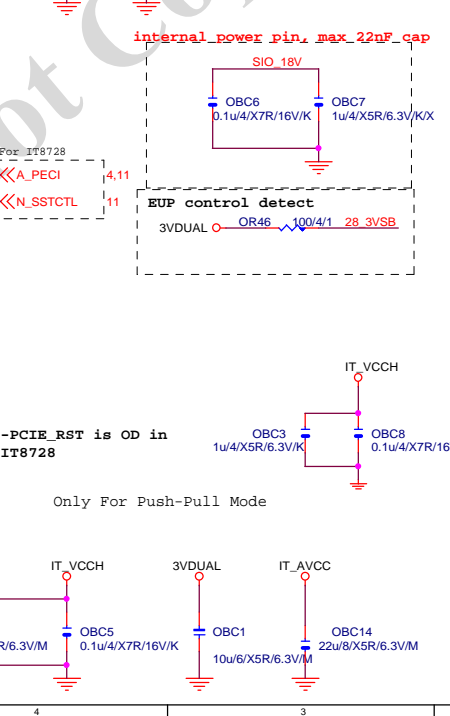 internal power pin, max 22nF cap
SIO_18V
OBC6
0.1u/4/X7R/16V/K
OBC7
1u/4/X5R/6.3V/K/X
For IT8728
A_PECI 4,11
N_SSTCTL 11
EUP control detect
3VDUAL OR46 100/4/1 28_3VSB
IT_VCCH
-PCIE_RST is OD in
IT8728
OBC3
1u/4/X5R/6.3V/K
OBC8
0.1u/4/X7R/16
Only For Push-Pull Mode
IT_VCCH
3VDUAL
IT_AVCC
R/6.3V/M
OBC5
0.1u/4/X7R/16V/K
OBC1
10u/6/X5R/6.3V/M
OBC14
22u/8/X5R/6.3V/M
4
3